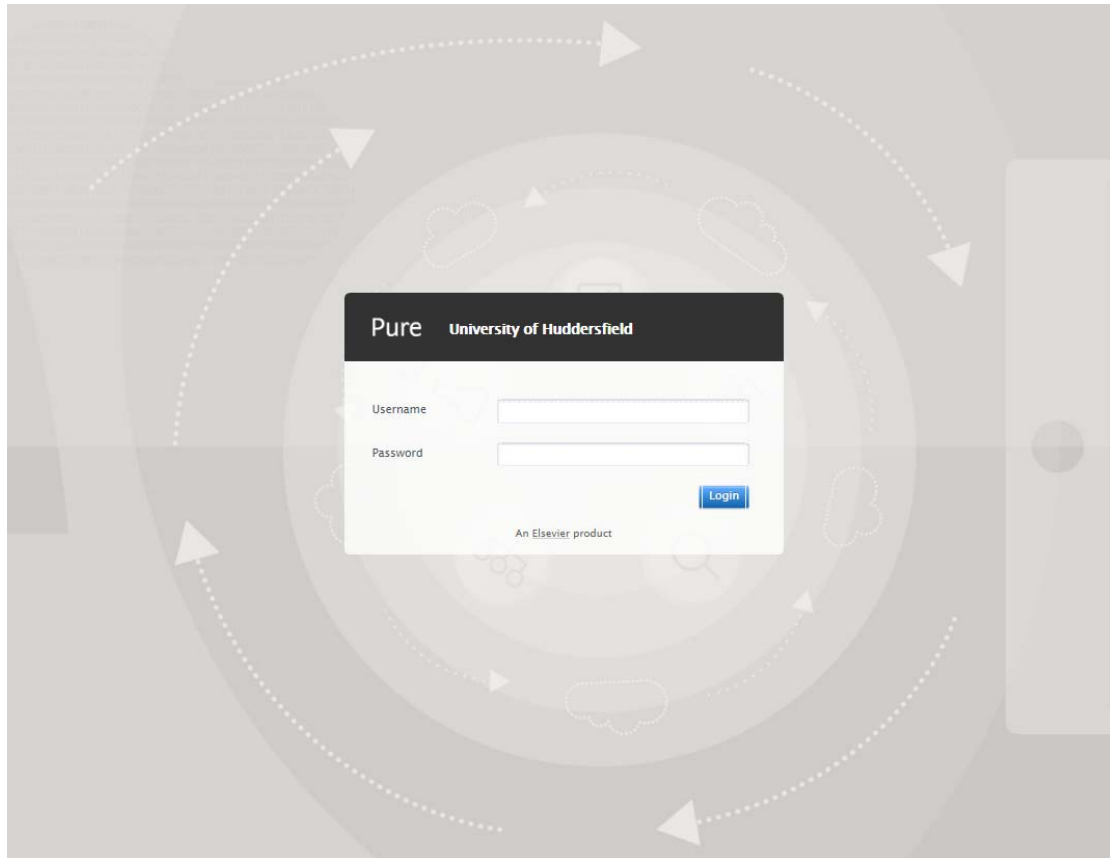 Pure University of Huddersfield
Username
Password
Login
An Elsevier product